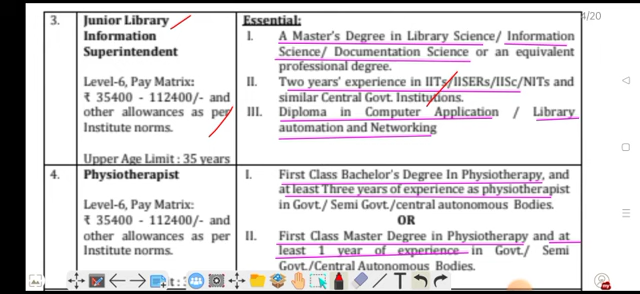 4/20
3. Junior Library
Information
Superintendent
Level-6, Pay Matrix:
₹ 35400 - 112400/- and
other allowances as per
Institute norms.
Upper Age Limit : 35 years
Essential:
I. A Master's Degree in Library Science/ Information
Science/ Documentation Science or an equivalent
professional degree.
II. Two years' experience in IITs/IISERs/IISc/NITs and
similar Central Govt. Institutions.
III. Diploma in Computer Application / Library
automation and Networking
4. Physiotherapist
Level-6, Pay Matrix:
₹ 35400 - 112400/- and
other allowances as per
Institute norms.
I. First Class Bachelor's Degree In Physiotherapy, and
at least Three years of experience as physiotherapist
in Govt./ Semi Govt./central autonomous Bodies.
OR
II. First Class Master Degree in Physiotherapy and at
least 1 year of experience in Govt./ Semi
Govt./Central Autonomous Bodies.